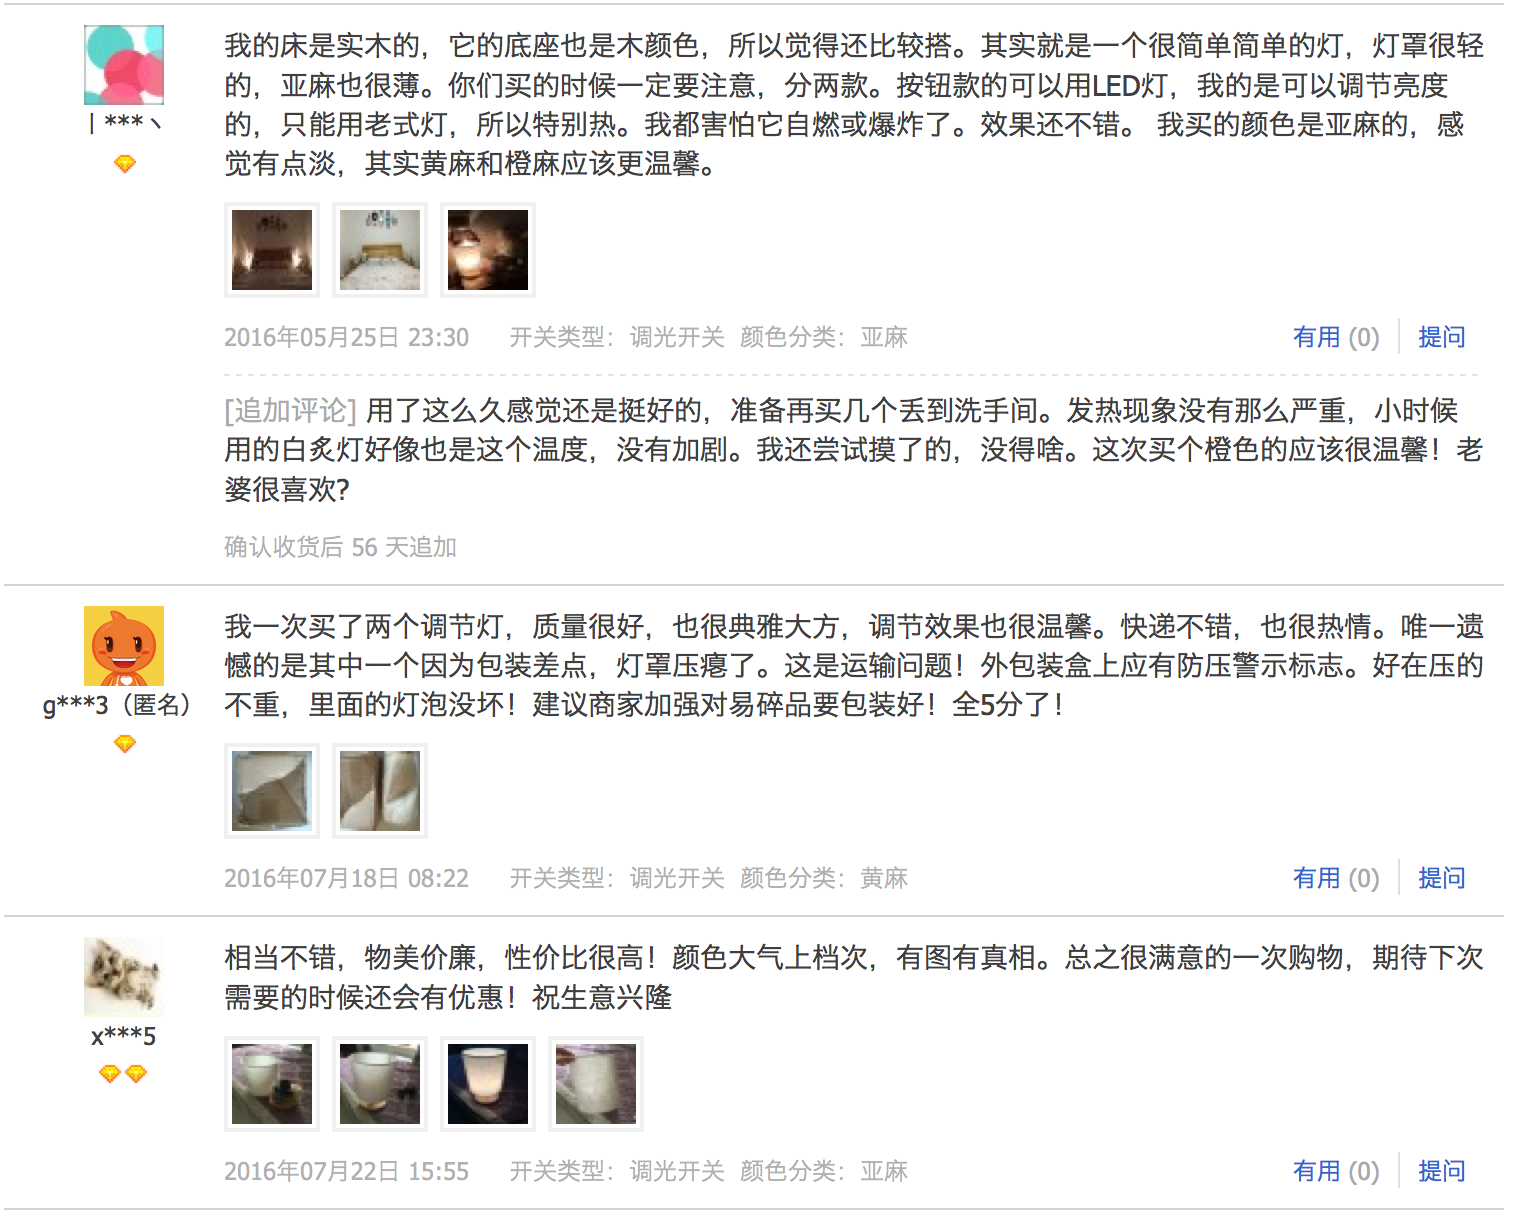 我的床是实木的，它的底座也是木颜色，所以觉得还比较搭。其实就是一个很简单简单的灯，灯罩很轻
的，亚麻也很薄。你们买的时候一定要注意，分两款。按钮款的可以用LED灯，我的是可以调节亮度
的，只能用老式灯，所以特别热。我都害怕它自燃或爆炸了。效果还不错。 我买的颜色是亚麻的，感
觉有点淡，其实黄麻和橙麻应该更温馨。
丨***丶
2016年05月25日 23:30 开关类型：调光开关 颜色分类：亚麻 有用 (0) 提问
[追加评论] 用了这么久感觉还是挺好的，准备再买几个丢到洗手间。发热现象没有那么严重，小时候
用的白炙灯好像也是这个温度，没有加剧。我还尝试摸了的，没得啥。这次买个橙色的应该很温馨！老
婆很喜欢?
确认收货后 56 天追加
我一次买了两个调节灯，质量很好，也很典雅大方，调节效果也很温馨。快递不错，也很热情。唯一遗
憾的是其中一个因为包装差点，灯罩压瘪了。这是运输问题！外包装盒上应有防压警示标志。好在压的
不重，里面的灯泡没坏！建议商家加强对易碎品要包装好！全5分了！
g***3（匿名）
2016年07月18日 08:22 开关类型：调光开关 颜色分类：黄麻 有用 (0) 提问
相当不错，物美价廉，性价比很高！颜色大气上档次，有图有真相。总之很满意的一次购物，期待下次
需要的时候还会有优惠！祝生意兴隆
x***5
2016年07月22日 15:55 开关类型：调光开关 颜色分类：亚麻 有用 (0) 提问